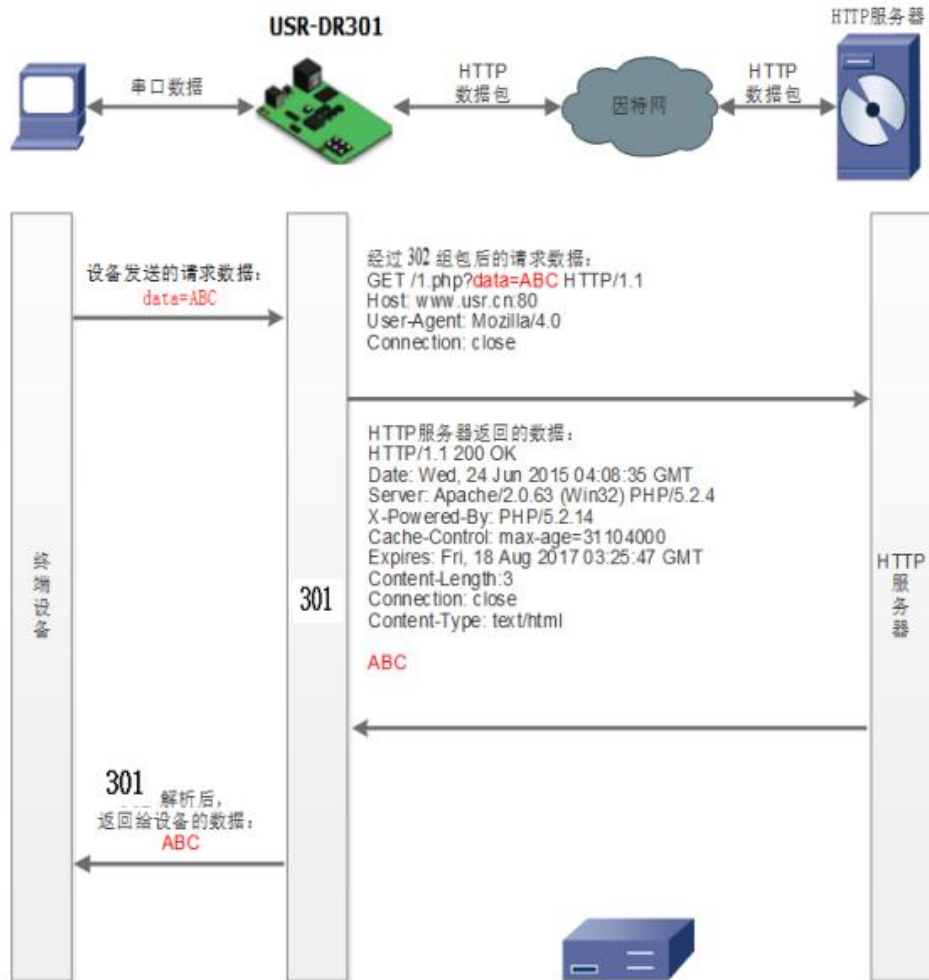 USR-DR301
HTTP服务器
串口数据
HTTP
数据包
因特网
HTTP
数据包
设备发送的请求数据：
data=ABC
经过 302 组包后的请求数据：
GET /1.php?data=ABC HTTP/1.1
Host: www.usr.cn:80
User-Agent: Mozilla/4.0
Connection: close
HTTP服务器返回的数据：
HTTP/1.1 200 OK
Date: Wed, 24 Jun 2015 04:08:35 GMT
Server: Apache/2.0.63 (Win32) PHP/5.2.4
X-Powered-By: PHP/5.2.14
Cache-Control: max-age=31104000
Expires: Fri, 18 Aug 2017 03:25:47 GMT
Content-Length:3
Connection: close
Content-Type: text/html
ABC
终端设备
301
HTTP
服务器
301 解析后，
返回给设备的数据：
ABC